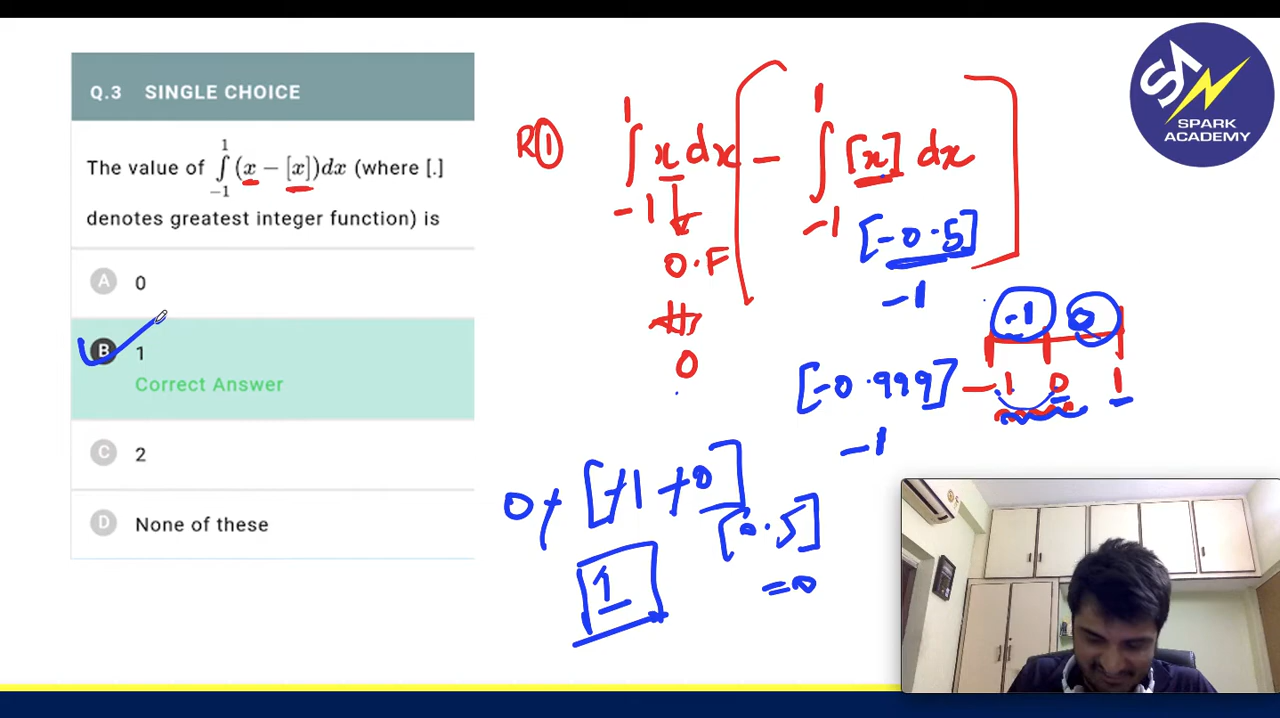 Q.3 SINGLE CHOICE
The value of ∫_{-1}^{1} (x − [x])dx (where [.]
denotes greatest integer function) is
A 0
B 1
Correct Answer
C 2
D None of these
R① ∫_{-1}^{1} x dx − ∫_{-1}^{1} [x] dx
O.F
0
[-0.5]
-1
-1 0
-1 0 1
[-0.999]
-1
0+ [+1+0]
[0.5]
=0
1
SPARK
ACADEMY